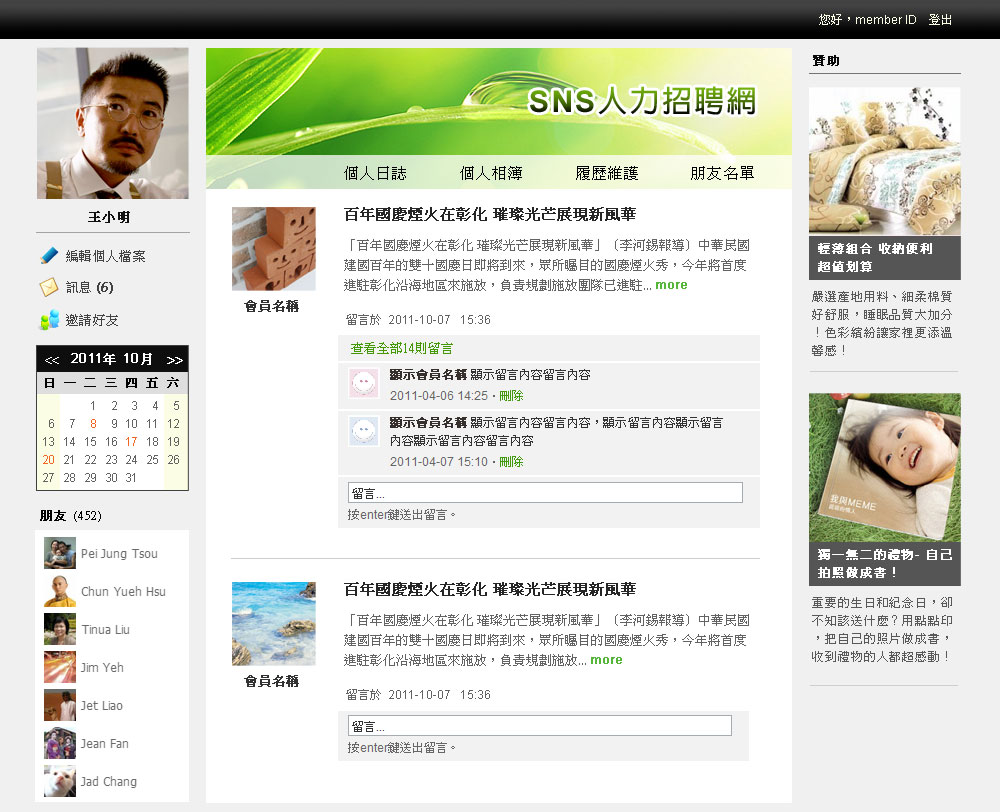 您好，member ID 登出
王小明
編輯個人檔案
訊息 (6)
邀請好友
<< 2011年 10月 >>
日 一 二 三 四 五 六
1 2 3 4 5
6 7 8 9 10 11 12
13 14 15 16 17 18 19
20 21 22 23 24 25 26
27 28 29 30 31
朋友 (452)
Pei Jung Tsou
Chun Yueh Hsu
Tinua Liu
Jim Yeh
Jet Liao
Jean Fan
Jad Chang
SNS人力招聘網
個人日誌 個人相簿 履歷維護 朋友名單
會員名稱
百年國慶煙火在彰化 璀璨光芒展現新風華
「百年國慶煙火在彰化 璀璨光芒展現新風華」〔李河錫報導〕中華民國
建國百年的雙十國慶日即將到來，眾所矚目的國慶煙火秀，今年將首度
進駐彰化沿海地區來施放，負責規劃施放團隊已進駐... more
留言於 2011-10-07 15:36
查看全部14則留言
顯示會員名稱 顯示留言內容留言內容
2011-04-06 14:25・刪除
顯示會員名稱 顯示留言內容留言內容，顯示留言內容顯示留言
內容顯示留言內容留言內容
2011-04-07 15:10・刪除
留言...
按enter鍵送出留言。
會員名稱
百年國慶煙火在彰化 璀璨光芒展現新風華
「百年國慶煙火在彰化 璀璨光芒展現新風華」〔李河錫報導〕中華民國
建國百年的雙十國慶日即將到來，眾所矚目的國慶煙火秀，今年將首度
進駐彰化沿海地區來施放，負責規劃施放... more
留言於 2011-10-07 15:36
留言...
按enter鍵送出留言。
贊助
輕薄組合 收納便利
超值划算
嚴選產地用料、細柔棉質
好舒服，睡眠品質大加分
！色彩繽紛讓家裡更添溫
馨感！
我與MEME
獨一無二的禮物- 自己
拍照做成書！
重要的生日和紀念日，卻
不知該送什麼？用點點印
，把自己的照片做成書，
收到禮物的人都超感動！